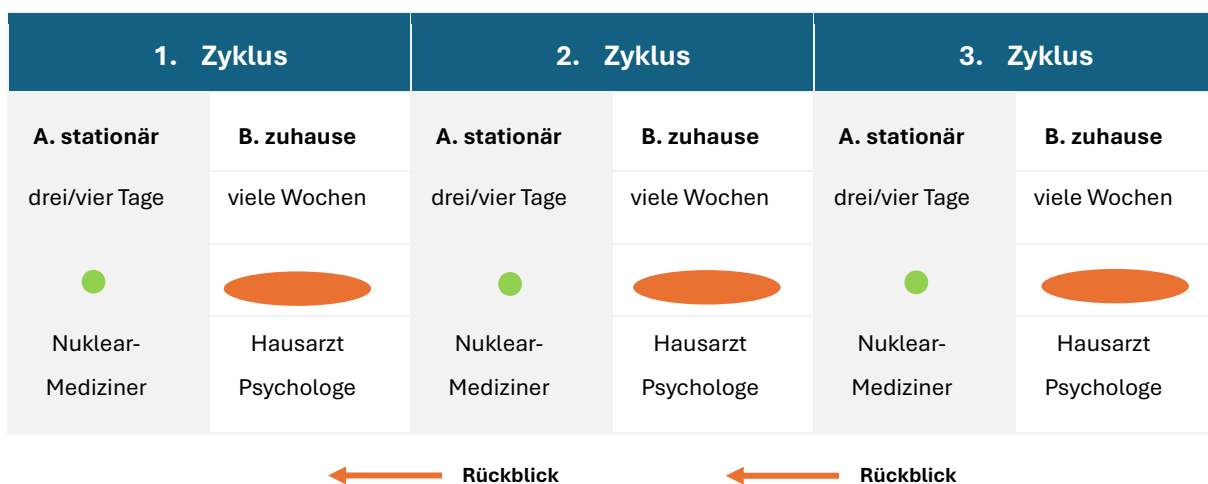 1. Zyklus 2. Zyklus 3. Zyklus
A. stationär B. zuhause A. stationär B. zuhause A. stationär B. zuhause
drei/vier Tage viele Wochen drei/vier Tage viele Wochen drei/vier Tage viele Wochen
Nuklear- Hausarzt Nuklear- Hausarzt Nuklear- Hausarzt
Mediziner Psychologe Mediziner Psychologe Mediziner Psychologe
Rückblick Rückblick